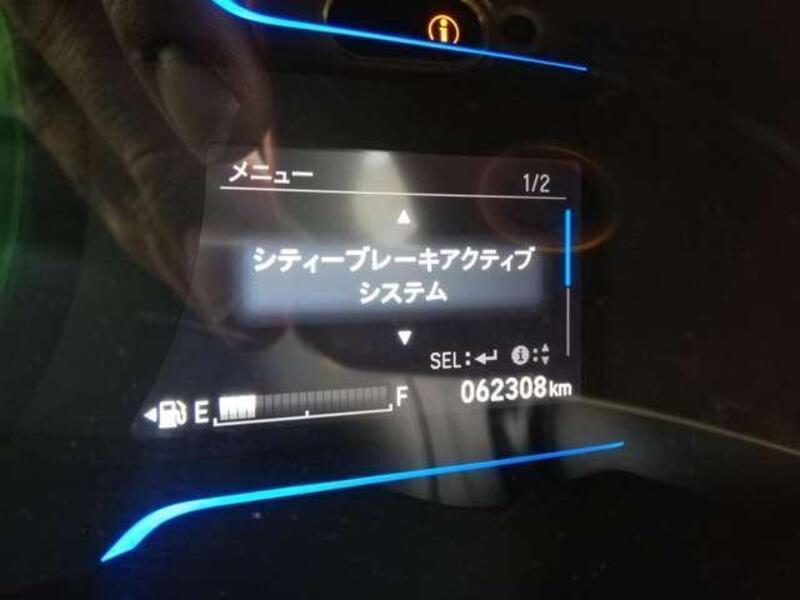 メニュー 1/2
シティーブレーキアクティブ
システム
SEL:↵ i:
E F 062308km